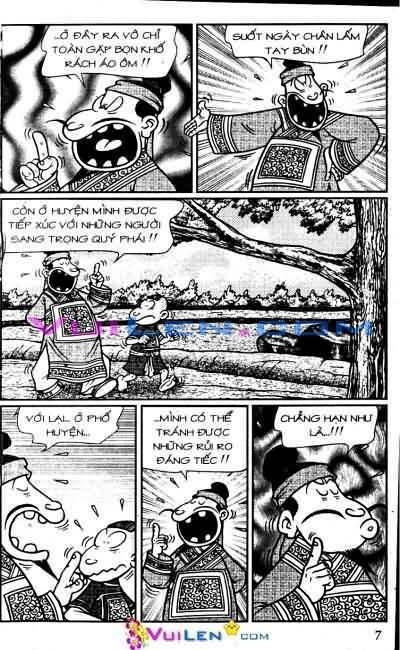 ..Ở ĐÂY RA VÔ CHỈ
TOÀN GẶP BỌN KHỐ
RÁCH ÁO ÔM !!
SUỐT NGÀY CHÂN LẤM
TAY BÙN !!
CÒN Ở HUYỆN MÌNH ĐƯỢC
TIẾP XÚC VỚI NHỮNG NGƯỜI
SANG TRỌNG QUÝ PHÁI !!
VUILEN.COM
VỚI LẠI.. Ở PHỐ
HUYỆN...
..MÌNH CÓ THỂ
TRÁNH ĐƯỢC
NHỮNG RỦI RO
ĐÁNG TIẾC !!
CHẲNG HẠN NHƯ
LÀ...!!!
7
VUILEN.COM